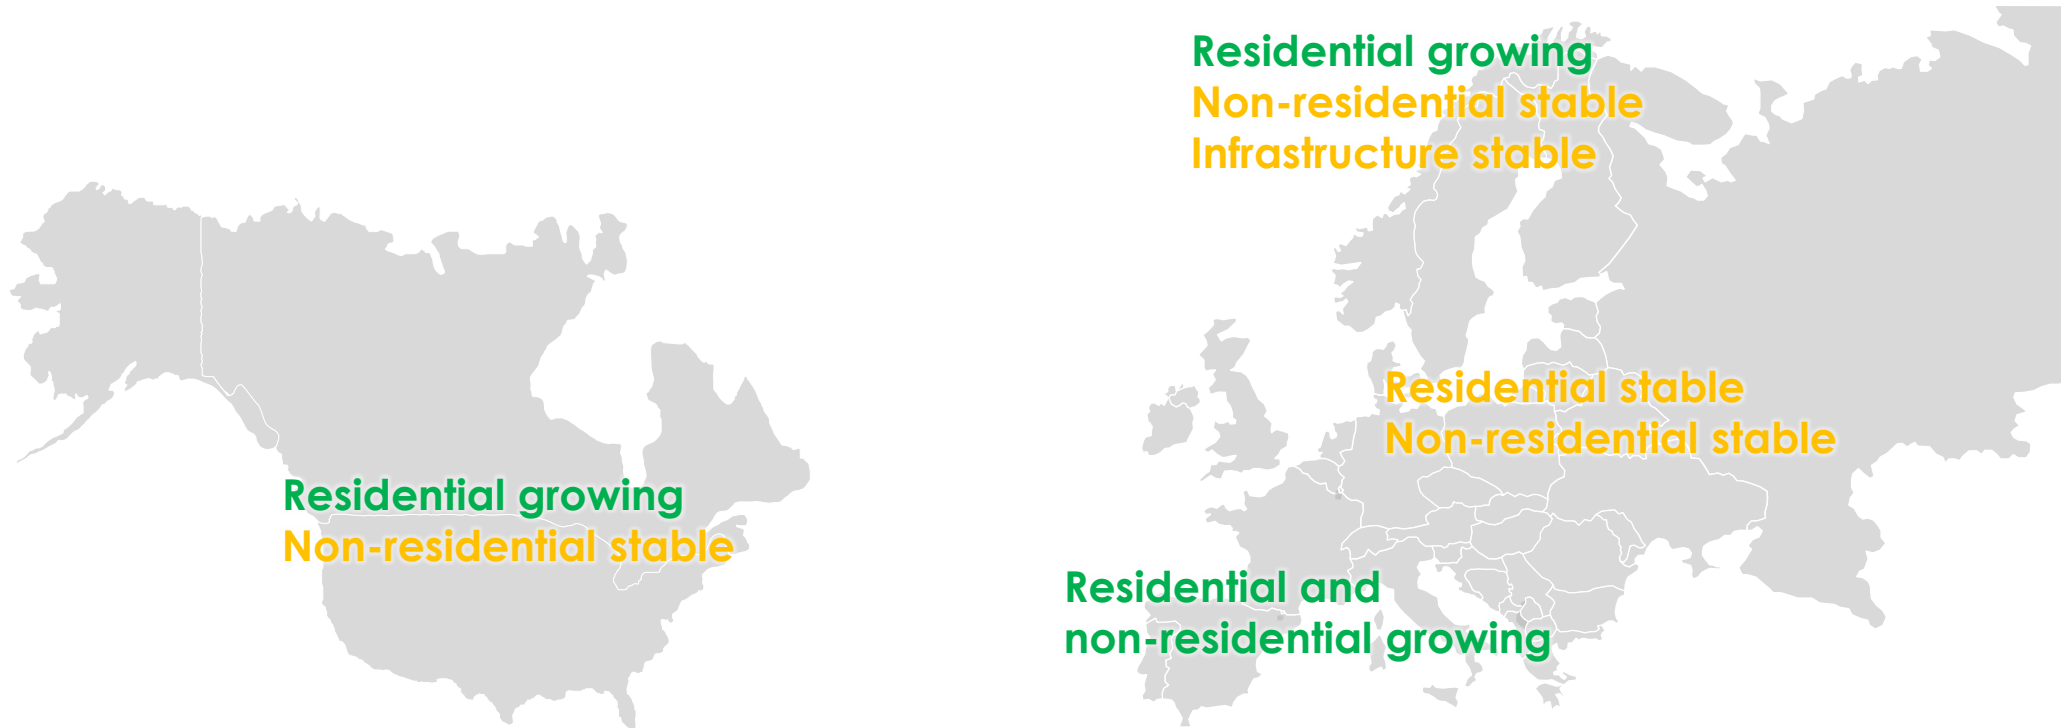 Residential growing
Non-residential stable
Infrastructure stable
Residential stable
Non-residential stable
Residential growing
Non-residential stable
Residential and
non-residential growing